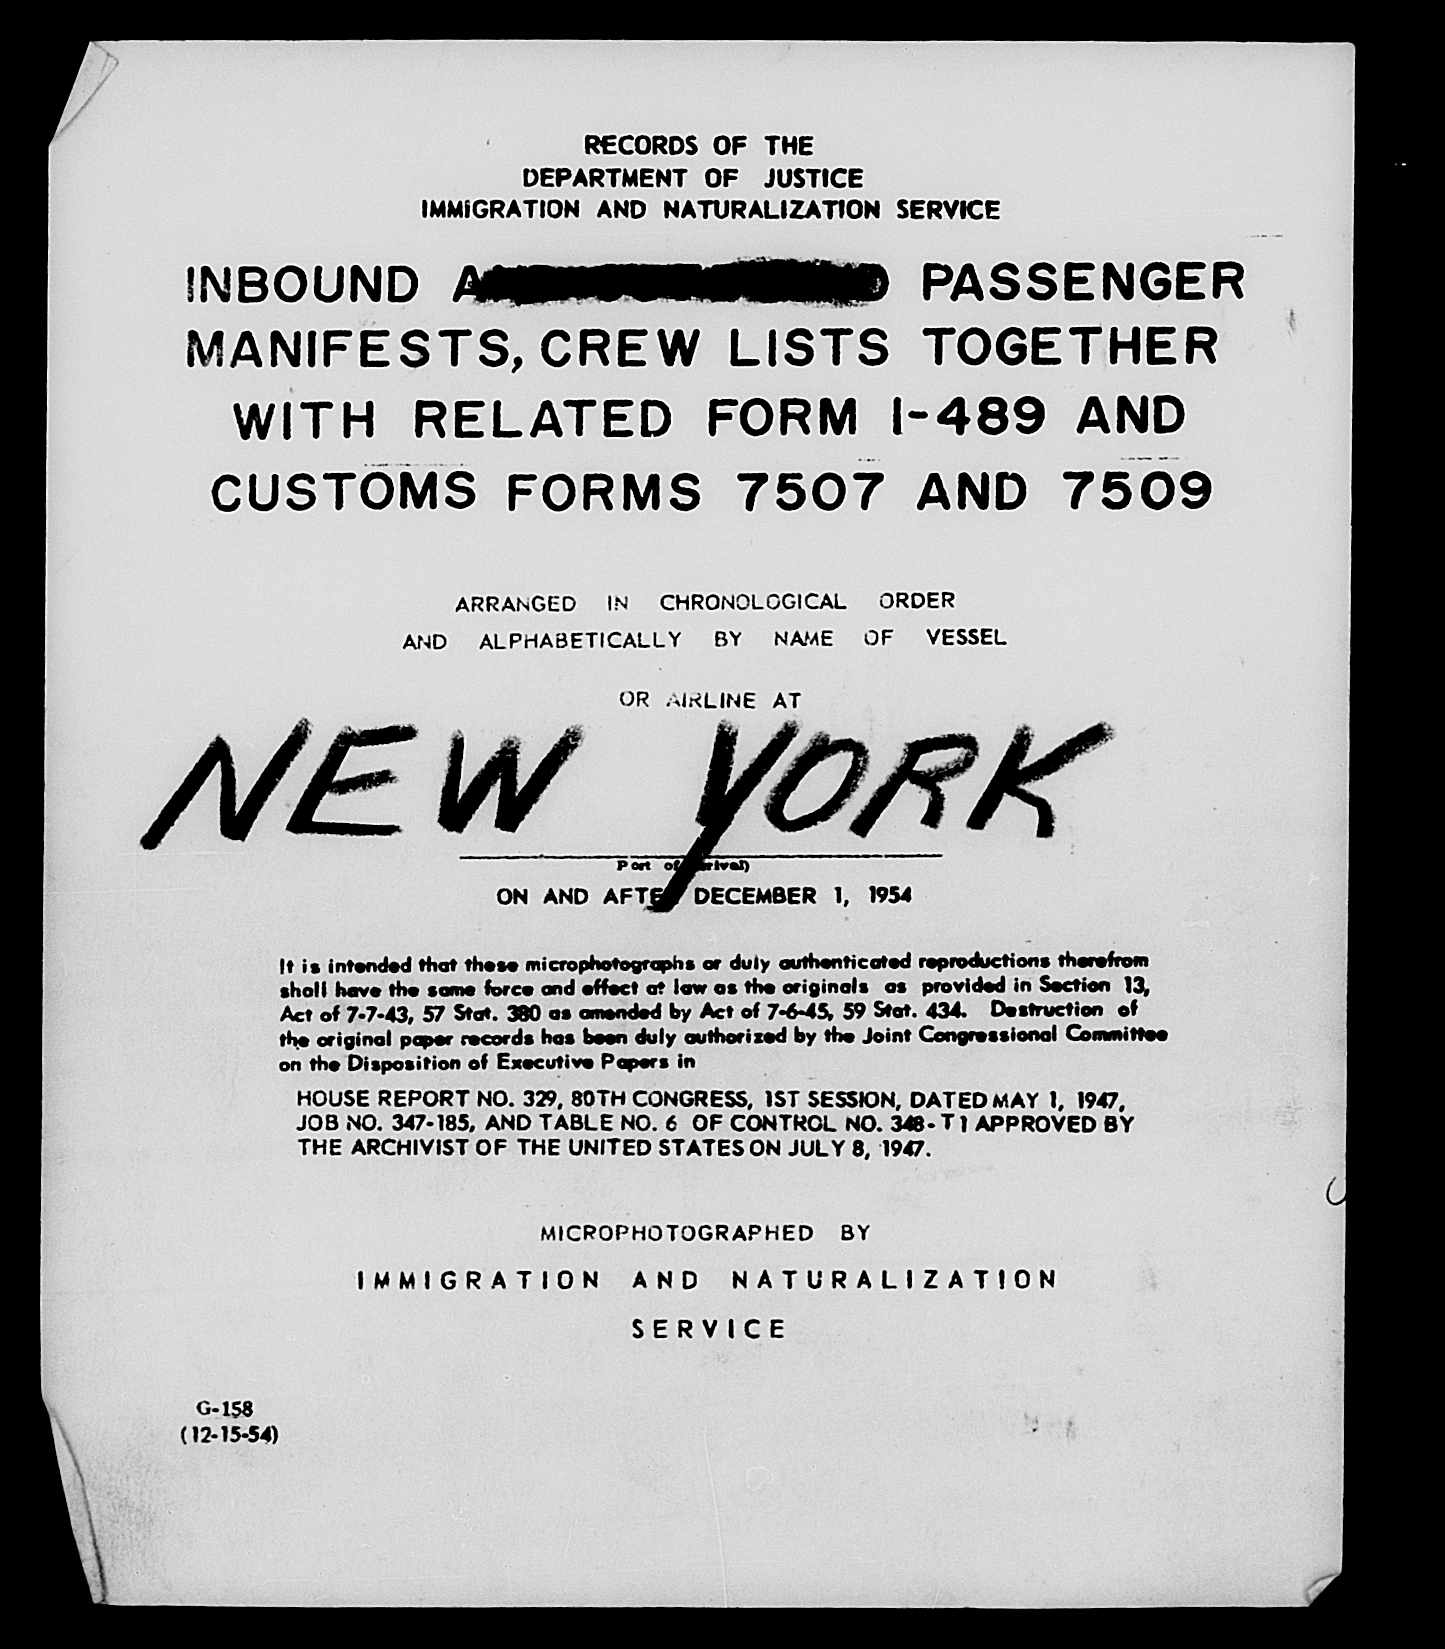 RECORDS OF THE
DEPARTMENT OF JUSTICE
IMMIGRATION AND NATURALIZATION SERVICE
INBOUND PASSENGER
MANIFESTS, CREW LISTS TOGETHER
WITH RELATED FORM I-489 AND
CUSTOMS FORMS 7507 AND 7509
ARRANGED IN CHRONOLOGICAL ORDER
AND ALPHABETICALLY BY NAME OF VESSEL
OR AIRLINE AT
NEW YORK
Port of
ON AND AFTER DECEMBER 1, 1954
It is intended that these microphotographs or duly authenticated reproductions therefrom
shall have the same force and effect at law as the originals as provided in Section 13,
Act of 7-7-43, 57 Stat. 380 as amended by Act of 7-6-45, 59 Stat. 434. Destruction of
the original paper records has been duly authorized by the Joint Congressional Committee
on the Disposition of Executive Papers in
HOUSE REPORT NO. 329, 80TH CONGRESS, 1ST SESSION, DATED MAY 1, 1947,
JOB NO. 347-185, AND TABLE NO. 6 OF CONTROL NO. 348-T1 APPROVED BY
THE ARCHIVIST OF THE UNITED STATES ON JULY 8, 1947.
MICROPHOTOGRAPHED BY
IMMIGRATION AND NATURALIZATION
SERVICE
G-158
(12-15-54)